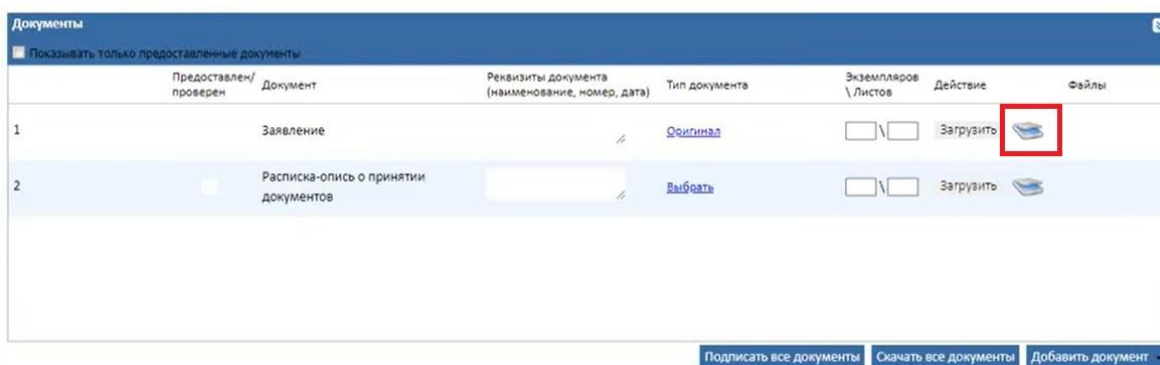 Документы
Показывать только предоставленные документы
Предоставлен/
проверен
Документ
Реквизиты документа
(наименование, номер, дата)
Тип документа
Экземпляров
\ Листов
Действие
Файлы
1
Заявление
Оригинал
\
Загрузить
2
Расписка-опись о принятии
документов
Выбрать
\
Загрузить
Подписать все документы
Скачать все документы
Добавить документ